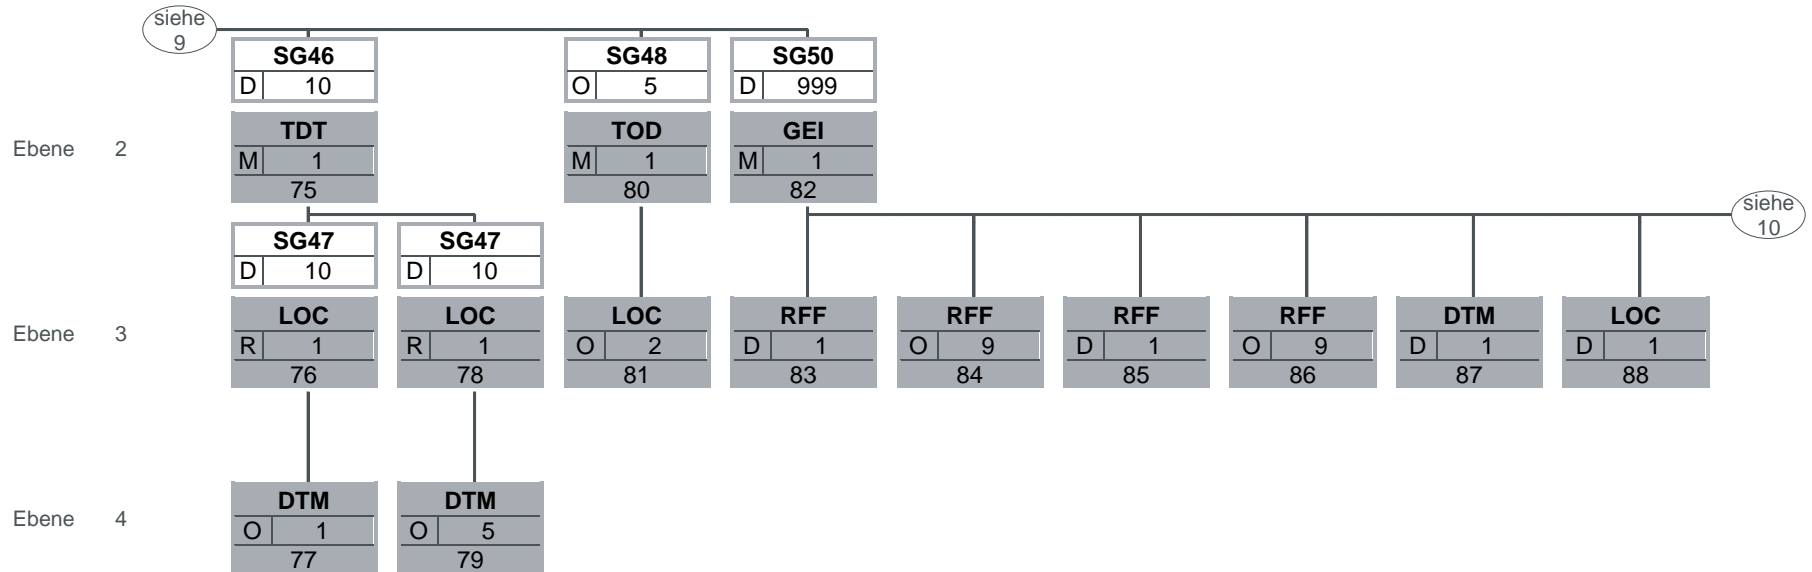 siehe
9
SG46
D 10
SG48
O 5
SG50
D 999
Ebene 2
TDT
M 1
75
TOD
M 1
80
GEI
M 1
82
siehe
10
SG47
D 10
SG47
D 10
Ebene 3
LOC
R 1
76
LOC
R 1
78
LOC
O 2
81
RFF
D 1
83
RFF
O 9
84
RFF
D 1
85
RFF
O 9
86
DTM
D 1
87
LOC
D 1
88
Ebene 4
DTM
O 1
77
DTM
O 5
79